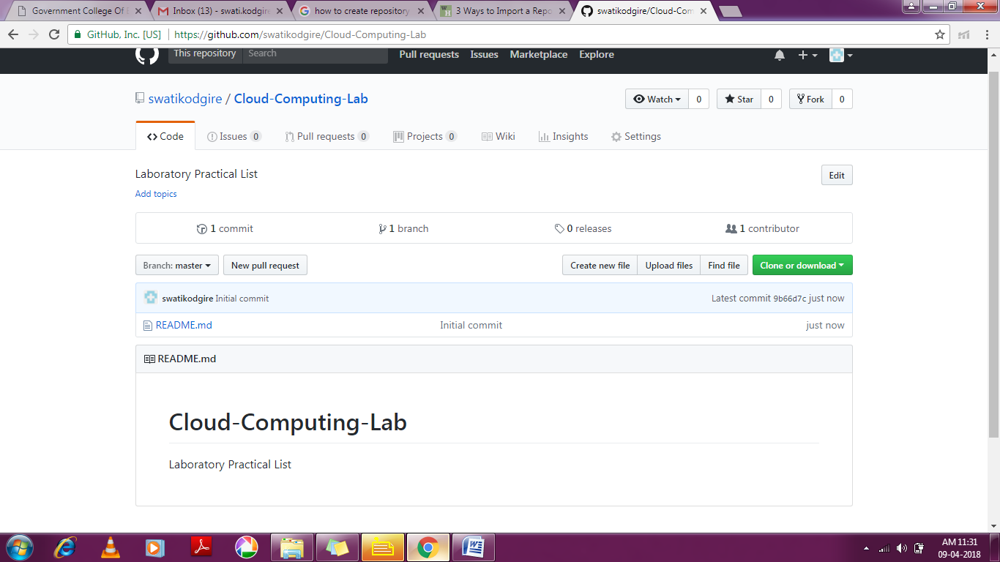 Government College Of E
Inbox (13) - swati.kodgire
how to create repository
3 Ways to Import a Repo
swatikodgire/Cloud-Com
GitHub, Inc. [US] https://github.com/swatikodgire/Cloud-Computing-Lab
This repository Search Pull requests Issues Marketplace Explore
swatikodgire / Cloud-Computing-Lab Watch 0 Star 0 Fork 0
Code Issues 0 Pull requests 0 Projects 0 Wiki Insights Settings
Laboratory Practical List Edit
Add topics
1 commit 1 branch 0 releases 1 contributor
Branch: master New pull request Create new file Upload files Find file Clone or download
swatikodgire Initial commit Latest commit 9b66d7c just now
README.md Initial commit just now
README.md
Cloud-Computing-Lab
Laboratory Practical List
AM 11:31
09-04-2018